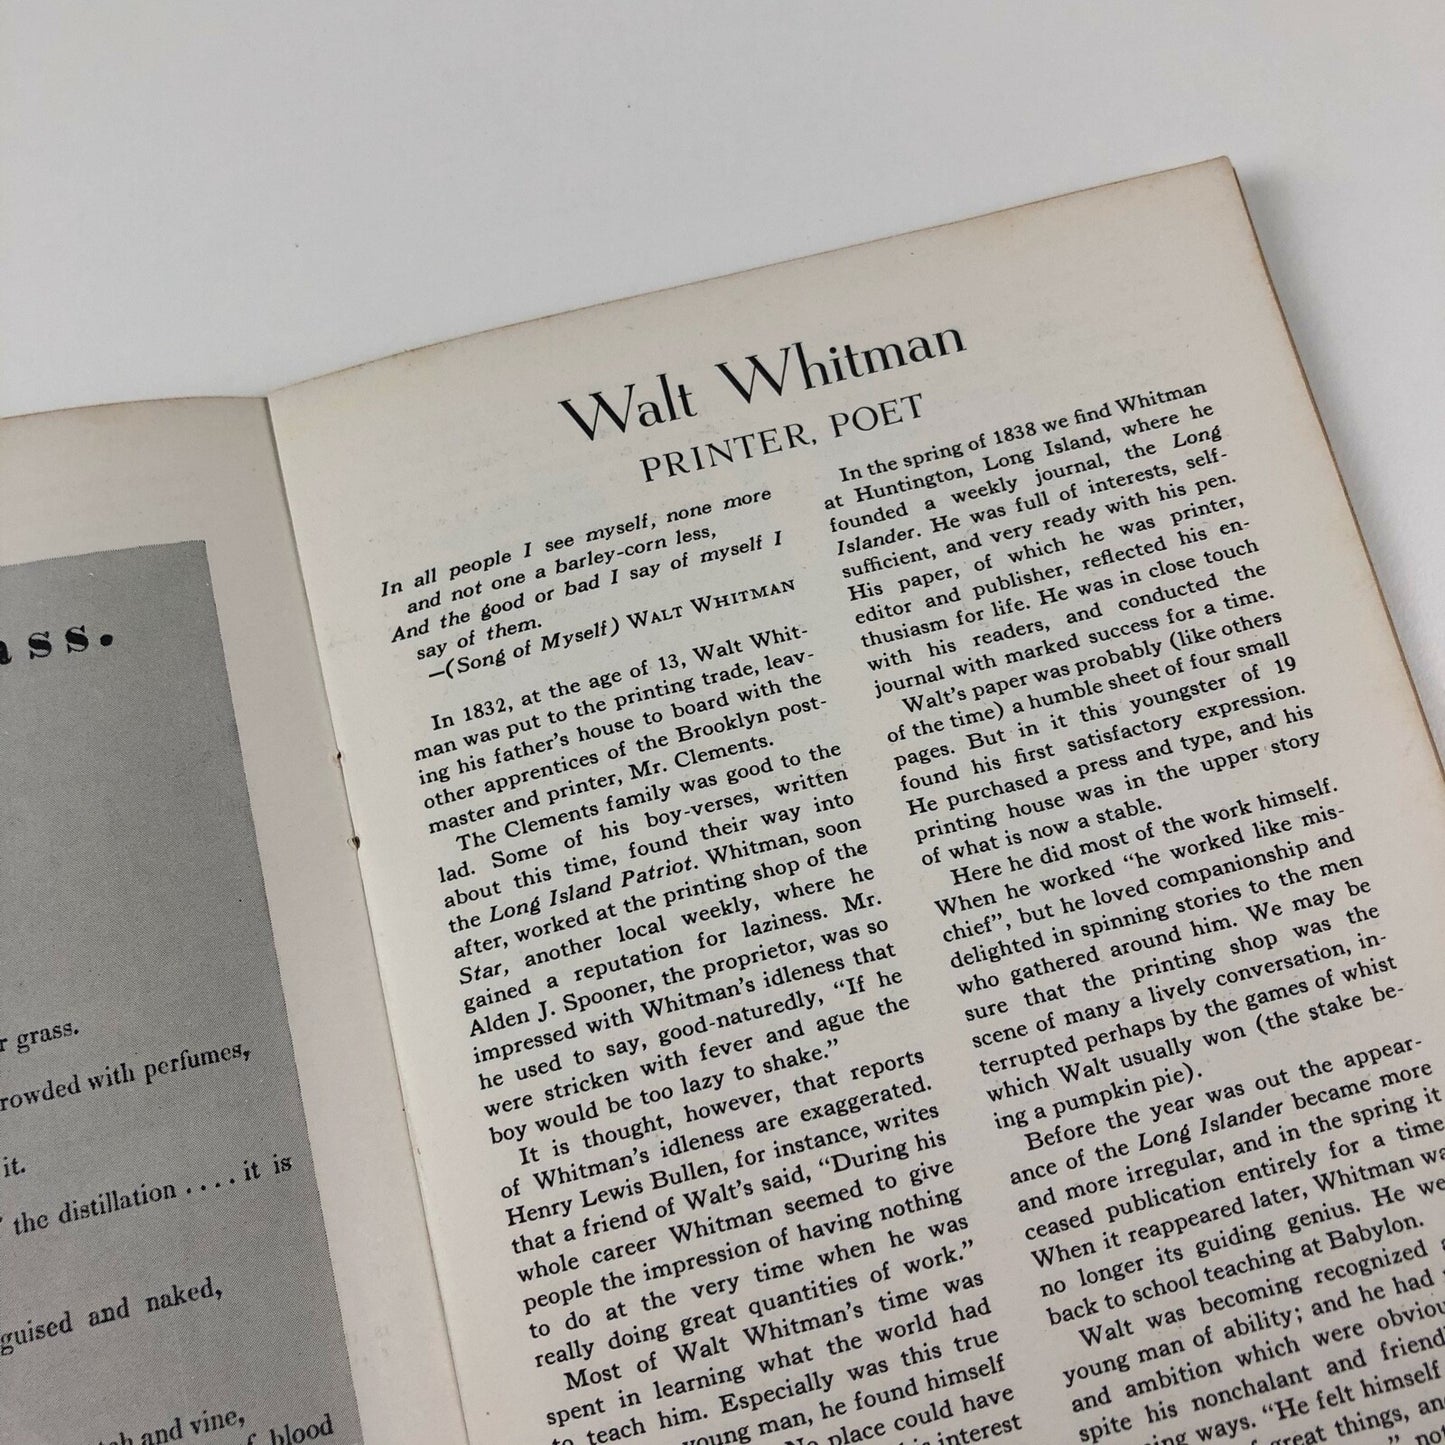 ass.
r grass.
rowded with perfumes,
it.
the distillation .... it is
guised and naked,
and vine,
blood
Walt Whitman
PRINTER, POET
In all people I see myself, none more
and not one a barley-corn less,
And the good or bad I say of myself I
say of them.
—(Song of Myself) WALT WHITMAN
In 1832, at the age of 13, Walt Whit-
man was put to the printing trade, leav-
ing his father's house to board with the
other apprentices of the Brooklyn post-
master and printer, Mr. Clements.
The Clements family was good to the
lad. Some of his boy-verses, written
about this time, found their way into
the Long Island Patriot. Whitman, soon
after, worked at the printing shop of the
Star, another local weekly, where he
gained a reputation for laziness. Mr.
Alden J. Spooner, the proprietor, was so
impressed with Whitman's idleness that
he used to say, good-naturedly, "If he
were stricken with fever and ague the
boy would be too lazy to shake."
It is thought, however, that reports
of Whitman's idleness are exaggerated.
Henry Lewis Bullen, for instance, writes
that a friend of Walt's said, "During his
whole career Whitman seemed to give
people the impression of having nothing
to do at the very time when he was
really doing great quantities of work."
Most of Walt Whitman's time was
spent in learning what the world had
to teach him. Especially was this true
young man, he found himself
No place could have
interest
In the spring of 1838 we find Whitman
at Huntington, Long Island, where he
founded a weekly journal, the Long
Islander. He was full of interests, self-
sufficient, and very ready with his pen.
His paper, of which he was printer,
editor and publisher, reflected his en-
thusiasm for life. He was in close touch
with his readers, and conducted the
journal with marked success for a time.
Walt's paper was probably (like others
of the time) a humble sheet of four small
pages. But in it this youngster of 19
found his first satisfactory expression.
He purchased a press and type, and his
printing house was in the upper story
of what is now a stable.
Here he did most of the work himself.
When he worked "he worked like mis-
chief", but he loved companionship and
delighted in spinning stories to the men
who gathered around him. We may be
sure that the printing shop was the
scene of many a lively conversation, in-
terrupted perhaps by the games of whist
which Walt usually won (the stake be-
ing a pumpkin pie).
Before the year was out the appear-
ance of the Long Islander became more
and more irregular, and in the spring it
ceased publication entirely for a time
When it reappeared later, Whitman wa
no longer its guiding genius. He we
back to school teaching at Babylon.
Walt was becoming recognized
young man of ability; and he had
and ambition which were obviou
spite his nonchalant and friend
ing ways. "He felt himself
great things, an